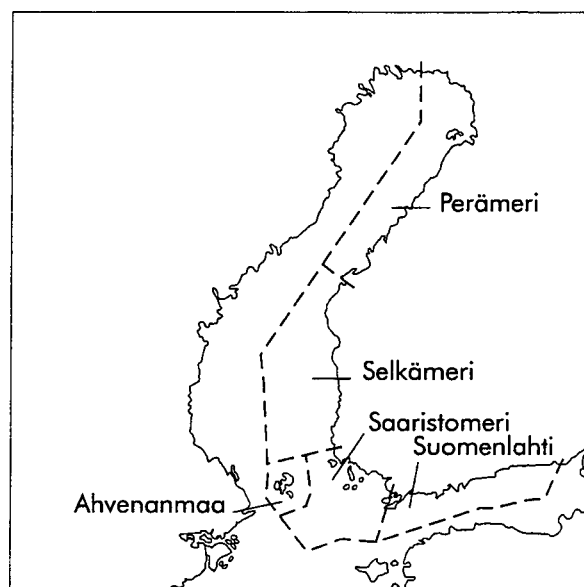 Perämeri
Selkämeri
Saaristomeri
Suomenlahti
Ahvenanmaa